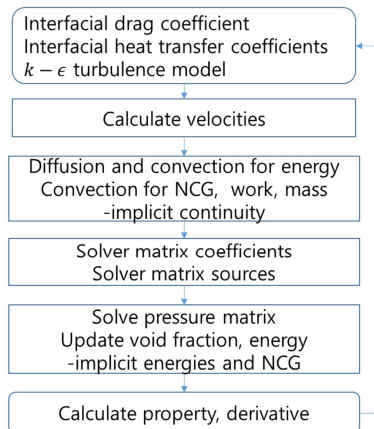 Interfacial drag coefficient
Interfacial heat transfer coefficients
k − ϵ turbulence model
Calculate velocities
Diffusion and convection for energy
Convection for NCG, work, mass
-implicit continuity
Solver matrix coefficients
Solver matrix sources
Solve pressure matrix
Update void fraction, energy
-implicit energies and NCG
Calculate property, derivative